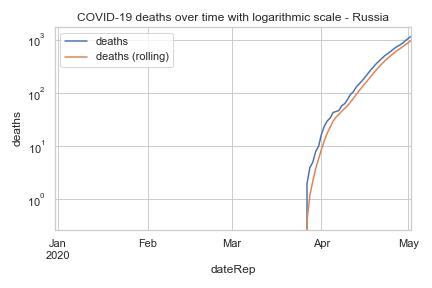 COVID-19 deaths over time with logarithmic scale - Russia
deaths
deaths (rolling)
10³
10²
10¹
10⁰
deaths
Jan Feb Mar Apr May
2020
dateRep